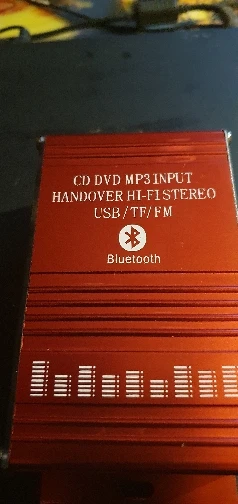 CD DVD MP3 INPUT
HANDOVER HI-FI STEREO
USB/TF/FM
Bluetooth